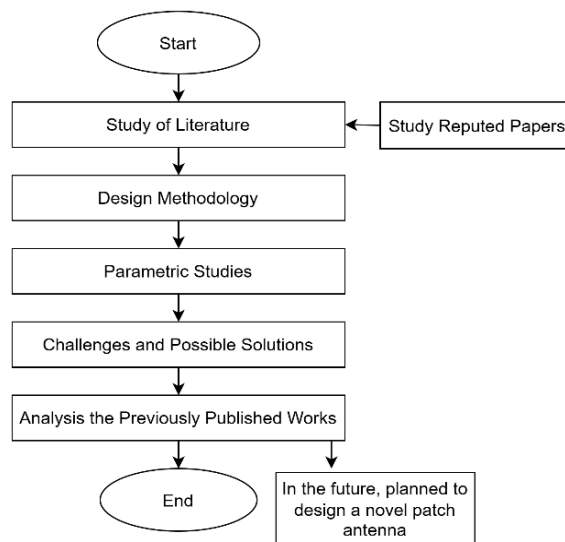 Start
Study of Literature
Study Reputed Papers
Design Methodology
Parametric Studies
Challenges and Possible Solutions
Analysis the Previously Published Works
End
In the future, planned to
design a novel patch
antenna